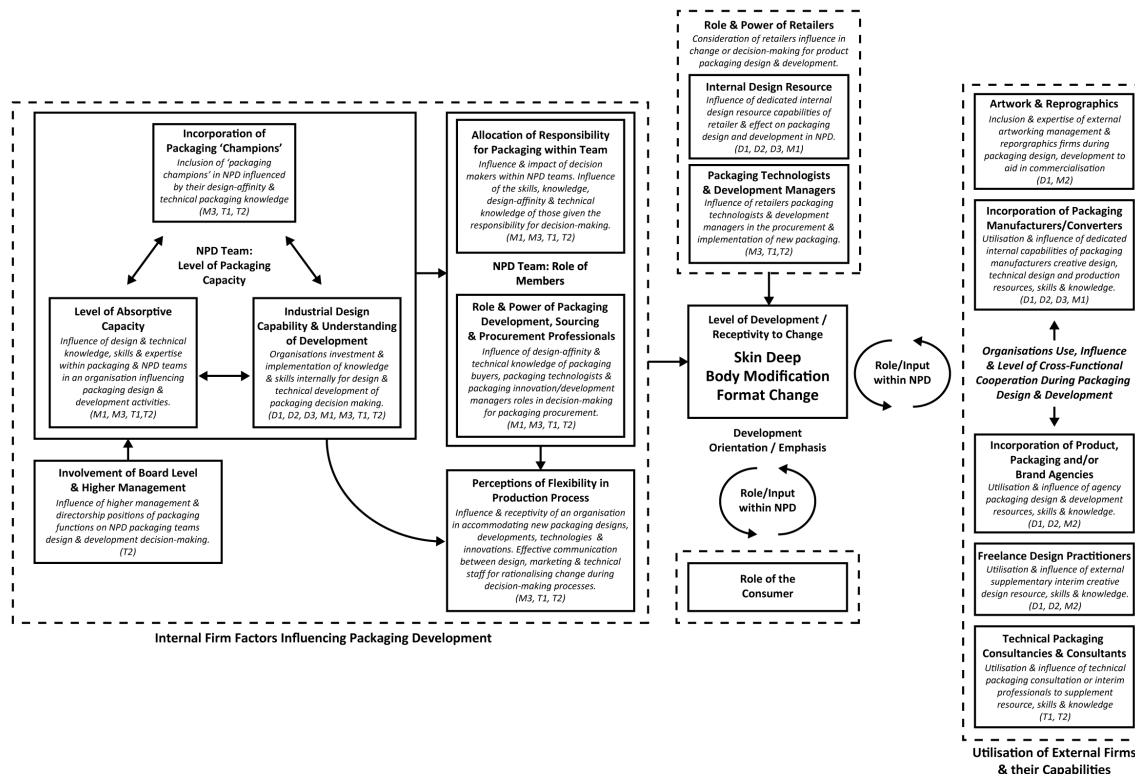 Role & Power of Retailers
Consideration of retailers influence in
change or decision-making for product
packaging design & development.
Internal Design Resource
Influence of dedicated internal
design resource capabilities of
retailer & effect on packaging
design and development in NPD.
(D1, D2, D3, M1)
Packaging Technologists
& Development Managers
Influence of retailers packaging
technologists & development
managers in the procurement &
implementation of new packaging.
(M3, T1,T2)
Incorporation of
Packaging ‘Champions’
Inclusion of ‘packaging
champions’ in NPD influenced
by their design-affinity &
technical packaging knowledge
(M3, T1, T2)
NPD Team:
Level of Packaging
Capacity
Level of Absorptive
Capacity
Influence of design & technical
knowledge, skills & expertise
within packaging & NPD teams
in an organisation influencing
packaging design &
development activities.
(M1, M3, T1,T2)
Industrial Design
Capability & Understanding
of Development
Organisations investment &
implementation of knowledge
& skills internally for design &
technical development of
packaging decision making.
(D1, D2, D3, M1, M3, T1, T2)
Involvement of Board Level
& Higher Management
Influence of higher management &
directorship positions of packaging
functions on NPD packaging teams
design & development decision-making.
(T2)
Allocation of Responsibility
for Packaging within Team
Influence & impact of decision
makers within NPD teams. Influence
of the skills, knowledge,
design-affinity & technical
knowledge of those given the
responsibility for decision-making.
(M1, M3, T1, T2)
NPD Team: Role of
Members
Role & Power of Packaging
Development, Sourcing
& Procurement Professionals
Influence of design-affinity &
technical knowledge of packaging
buyers, packaging technologists &
packaging innovation/development
managers roles in decision-making
for packaging procurement.
(M1, M3, T1, T2)
Perceptions of Flexibility in
Production Process
Influence & receptivity of an organisation
in accommodating new packaging designs,
developments, technologies &
innovations. Effective communication
between design, marketing & technical
staff for rationalising change during
decision-making processes.
(M3, T1, T2)
Internal Firm Factors Influencing Packaging Development
Level of Development /
Receptivity to Change
Skin Deep
Body Modification
Format Change
Development
Orientation / Emphasis
Role/Input
within NPD
Role of the
Consumer
Role/Input
within NPD
Artwork & Reprographics
Inclusion & expertise of external
artworking management &
reporgraphics firms during
packaging design, development to
aid in commercialisation
(D1, M2)
Incorporation of Packaging
Manufacturers/Converters
Utilisation & influence of dedicated
internal capabilities of packaging
manufacturers creative design,
technical design and production
resources, skills & knowledge.
(D1, D2, D3, M1)
Organisations Use, Influence
& Level of Cross-Functional
Cooperation During Packaging
Design & Development
Incorporation of Product,
Packaging and/or
Brand Agencies
Utilisation & influence of agency
packaging design & development
resources, skills & knowledge.
(D1, D2, M2)
Freelance Design Practitioners
Utilisation & influence of external
supplementary interim creative
design resource, skills & knowledge.
(D1, D2, M2)
Technical Packaging
Consultancies & Consultants
Utilisation & influence of technical
packaging consultation or interim
professionals to supplement
resource, skills & knowledge
(T1, T2)
Utilisation of External Firms
& their Capabilities